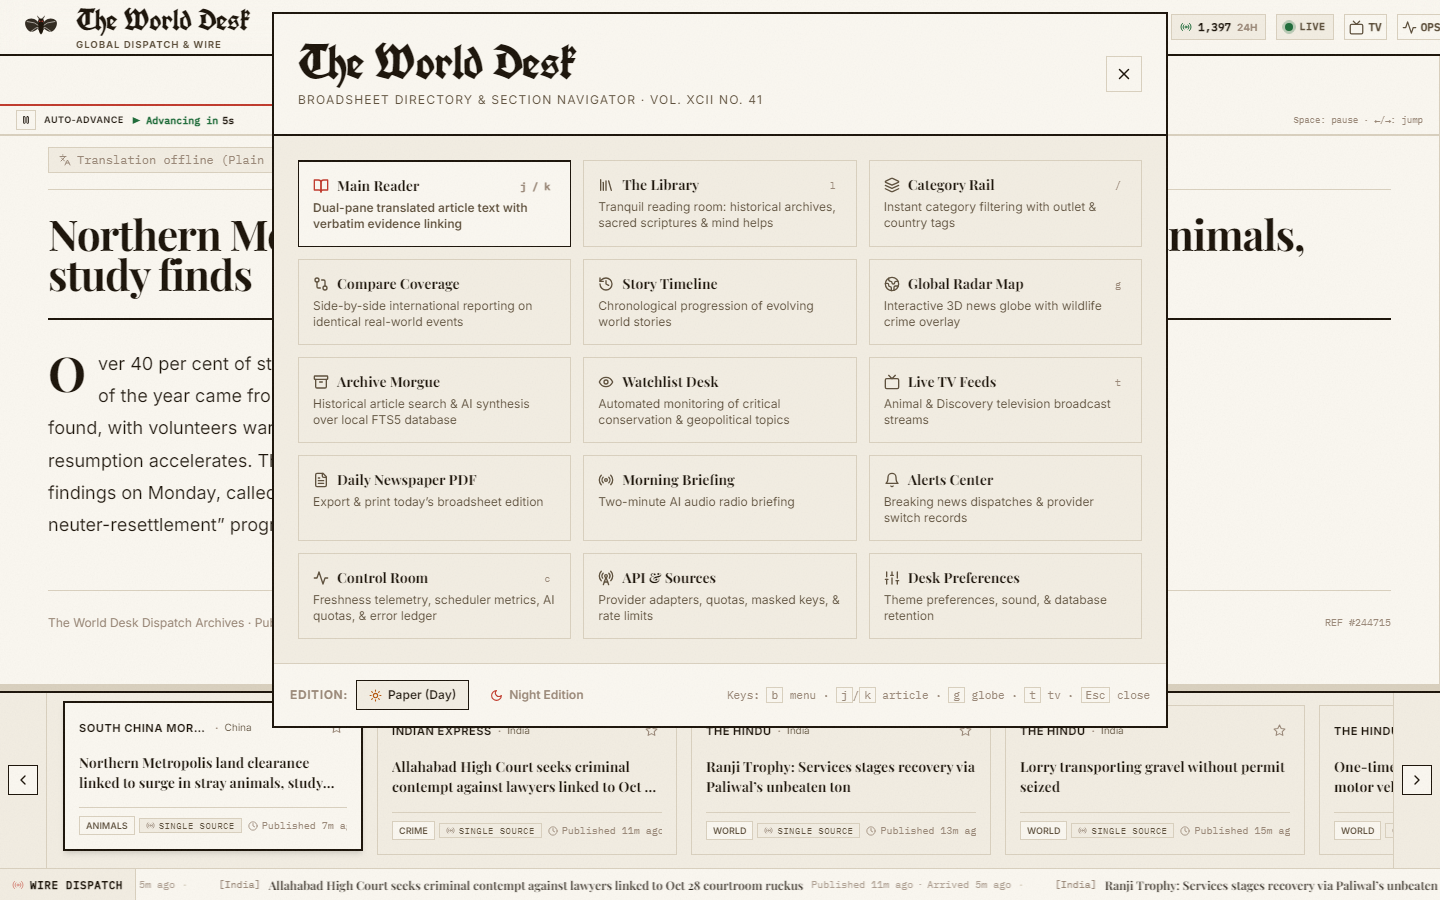 The World Desk
GLOBAL DISPATCH & WIRE
1,397 24H
LIVE
TV
OPS
AUTO-ADVANCE
Advancing in 5s
Space: pause · ←/→: jump
Translation offline (Plain
Northern
study finds
nimals,
O
ver 40 per cent of
of the year came
found, with volunteers
resumption accelerates.
findings on Monday,
neuter-resettlement”
The World Desk Dispatch Archives ·
REF #244715
The World Desk
BROADSHEET DIRECTORY & SECTION NAVIGATOR · VOL. XCII NO. 41
Main Reader j / k
Dual-pane translated article text with
verbatim evidence linking
The Library l
Tranquil reading room: historical archives,
sacred scriptures & mind helps
Category Rail /
Instant category filtering with outlet &
country tags
Compare Coverage
Side-by-side international reporting on
identical real-world events
Story Timeline
Chronological progression of evolving
world stories
Global Radar Map g
Interactive 3D news globe with wildlife
crime overlay
Archive Morgue
Historical article search & AI synthesis
over local FTS5 database
Watchlist Desk
Automated monitoring of critical
conservation & geopolitical topics
Live TV Feeds t
Animal & Discovery television broadcast
streams
Daily Newspaper PDF
Export & print today’s broadsheet edition
Morning Briefing
Two-minute AI audio radio briefing
Alerts Center
Breaking news dispatches & provider
switch records
Control Room c
Freshness telemetry, scheduler metrics, AI
quotas, & error ledger
API & Sources
Provider adapters, quotas, masked keys, &
rate limits
Desk Preferences
Theme preferences, sound, & database
retention
EDITION: Paper (Day) Night Edition
Keys: b menu · j/k article · g globe · t tv · Esc close
SOUTH CHINA MOR... · China
Northern Metropolis land clearance
linked to surge in stray animals, study...
ANIMALS SINGLE SOURCE Published 7m
INDIAN EXPRESS · India
Allahabad High Court seeks criminal
contempt against lawyers linked to Oct ...
CRIME SINGLE SOURCE Published 11m ago
THE HINDU · India
Ranji Trophy: Services stages recovery via
Paliwal’s unbeaten ton
WORLD SINGLE SOURCE Published 13m ag
THE HINDU · India
Lorry transporting gravel without permit
seized
WORLD SINGLE SOURCE Published 15m ag
THE HINDU
One-time
motor
WORLD
WIRE DISPATCH
5m ago ·
[India] Allahabad High Court seeks criminal contempt against lawyers linked to Oct 28 courtroom ruckus Published 11m ago · Arrived 5m ago ·
[India] Ranji Trophy: Services stages recovery via Paliwal’s unbeaten